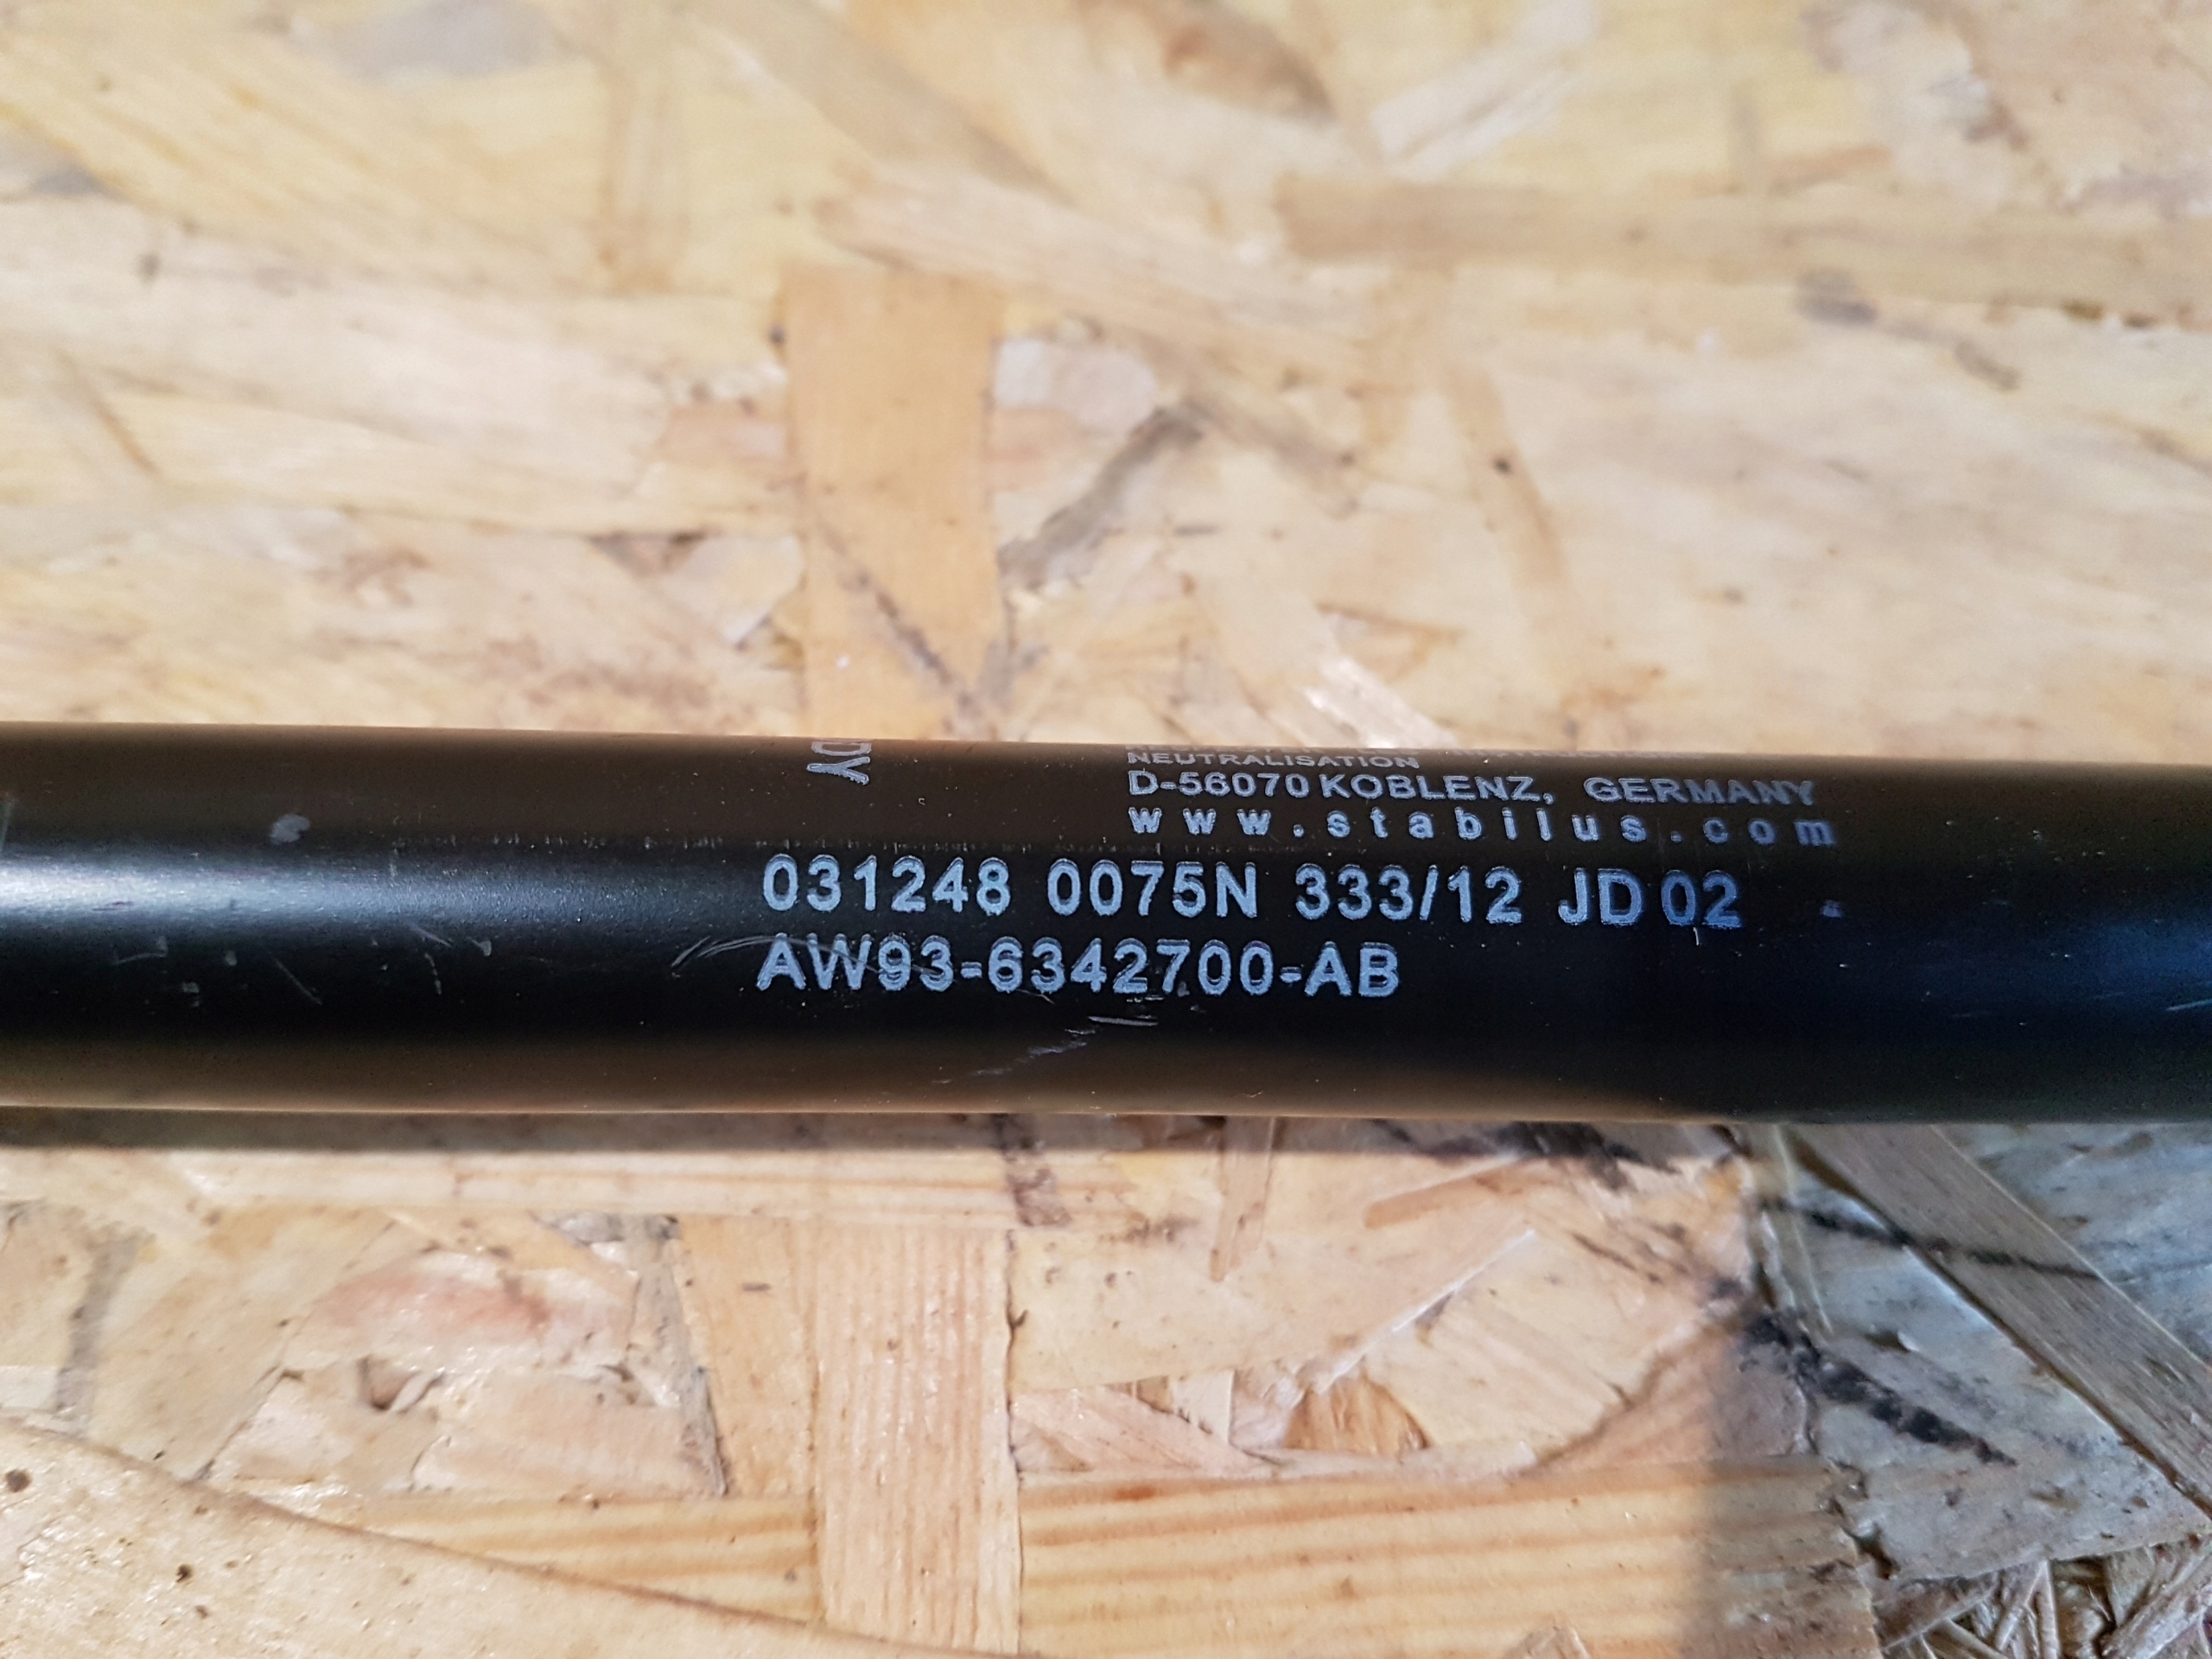 NEUTRALISATION
D-56070 KOBLENZ, GERMANY
www.stabilus.com
031248 0075N 333/12 JD 02
AW93-6342700-AB